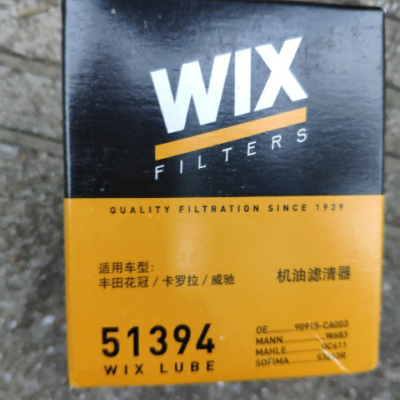 WIX
FILTERS
QUALITY FILTRATION SINCE 1939
适用车型:
丰田花冠/卡罗拉/威驰
机油滤清器
51394
WIX LUBE
OE........90915-CA003
MANN........W683
MAHLE........OC611
SOFIMA........